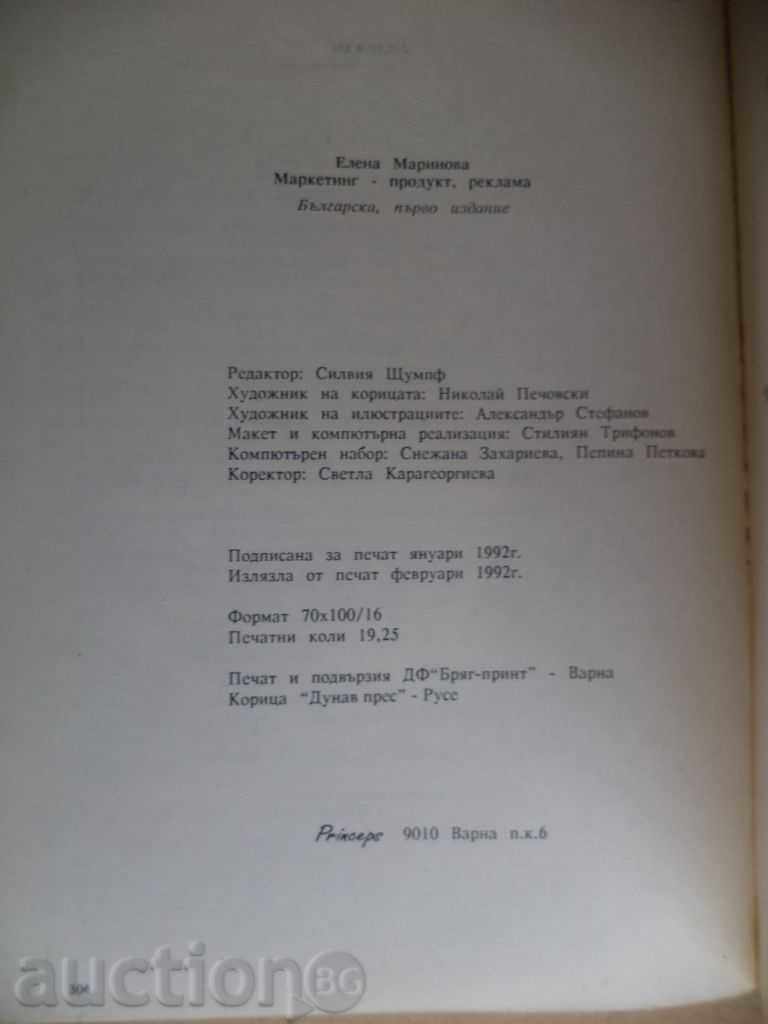 Елена Маринова
Маркетинг - продукт, реклама
Българска, първо издание
Редактор: Силвия Щумпф
Художник на корицата: Николай Печовски
Художник на илюстрациите: Александър Стефанов
Макет и компютърна реализация: Стилиян Трифонов
Компютърен набор: Снежана Захариева, Пепина Петкова
Коректор: Светла Карагеоргиева
Подписана за печат януари 1992г.
Излязла от печат февруари 1992г.
Формат 70x100/16
Печатни коли 19,25
Печат и подвързия ДФ"Бряг-принт" - Варна
Корица "Дунав прес" - Русе
Princeps 9010 Варна п.к.6
auction BG